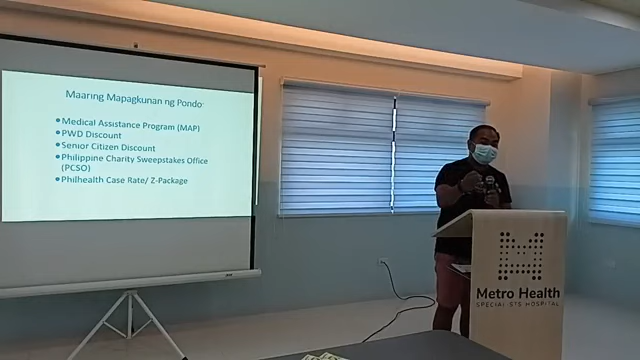 Maaring Mapagkunan ng Pondo:
●Medical Assistance Program (MAP)
●PWD Discount
●Senior Citizen Discount
●Philippine Charity Sweepstakes Office
(PCSO)
●Philhealth Case Rate/ Z-Package
Metro Health
SPECIALISTS HOSPITAL